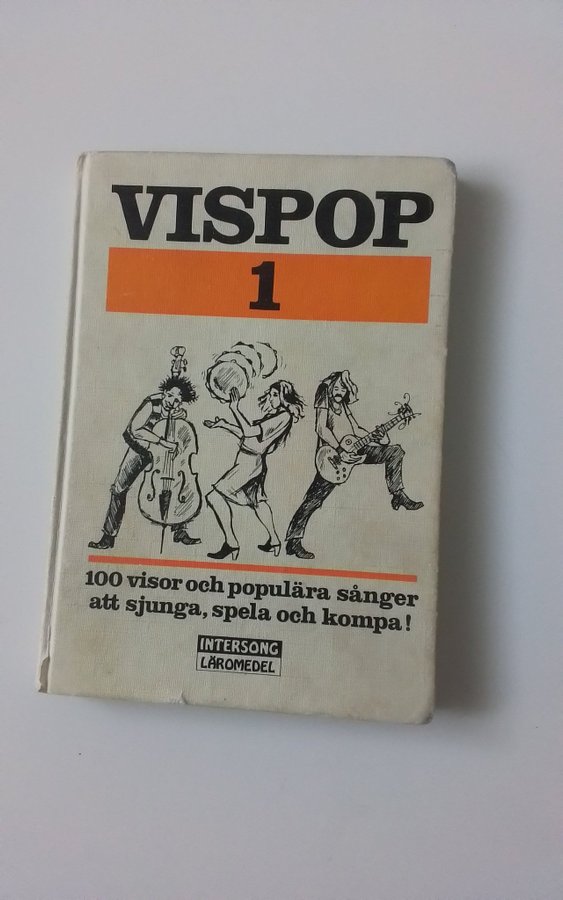 VISPOP
1
100 visor och populära sånger
att sjunga, spela och kompa!
INTERSONG
LÄROMEDEL